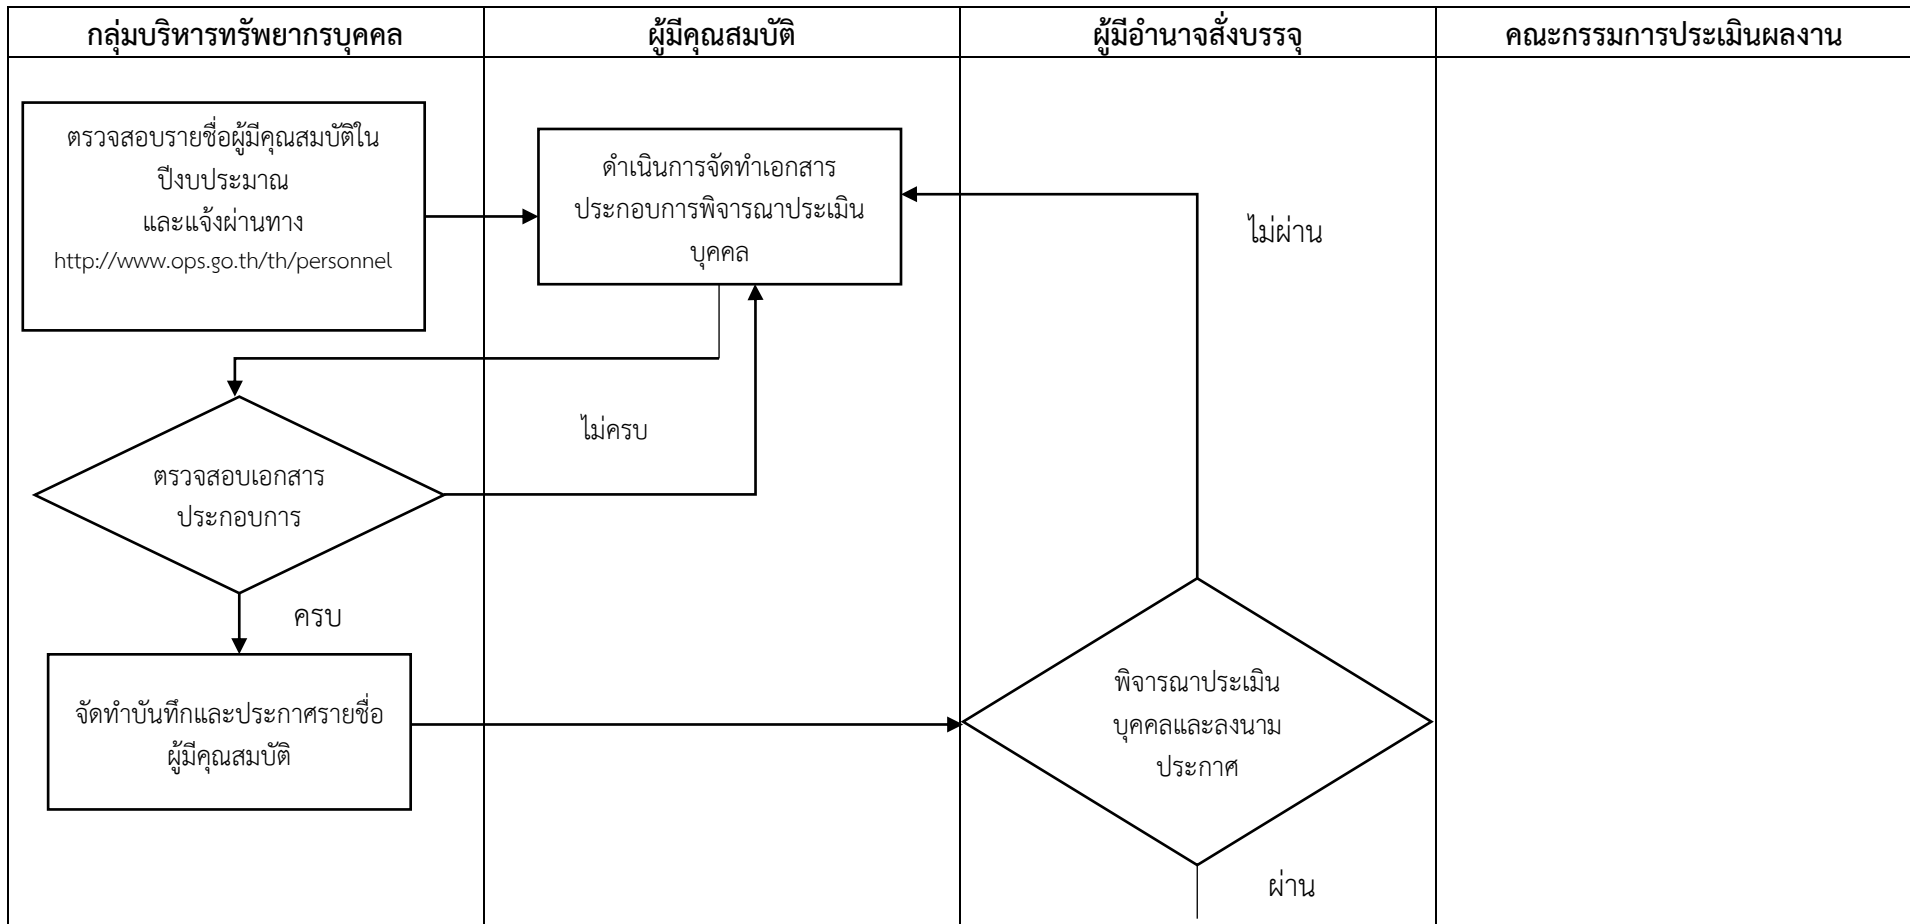 กลุ่มบริหารทรัพยากรบุคคล
ผู้มีคุณสมบัติ
ผู้มีอำนาจสั่งบรรจุ
คณะกรรมการประเมินผลงาน
ตรวจสอบรายชื่อผู้มีคุณสมบัติใน
ปีงบประมาณ
และแจ้งผ่านทาง
http://www.ops.go.th/th/personnel
ดำเนินการจัดทำเอกสาร
ประกอบการพิจารณาประเมิน
บุคคล
ไม่ผ่าน
ไม่ครบ
ตรวจสอบเอกสาร
ประกอบการ
ครบ
จัดทำบันทึกและประกาศรายชื่อ
ผู้มีคุณสมบัติ
พิจารณาประเมิน
บุคคลและลงนาม
ประกาศ
ผ่าน